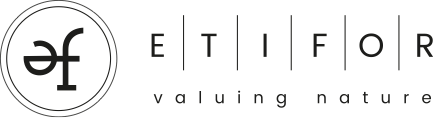 E | T | I | F | O | R
valuing nature